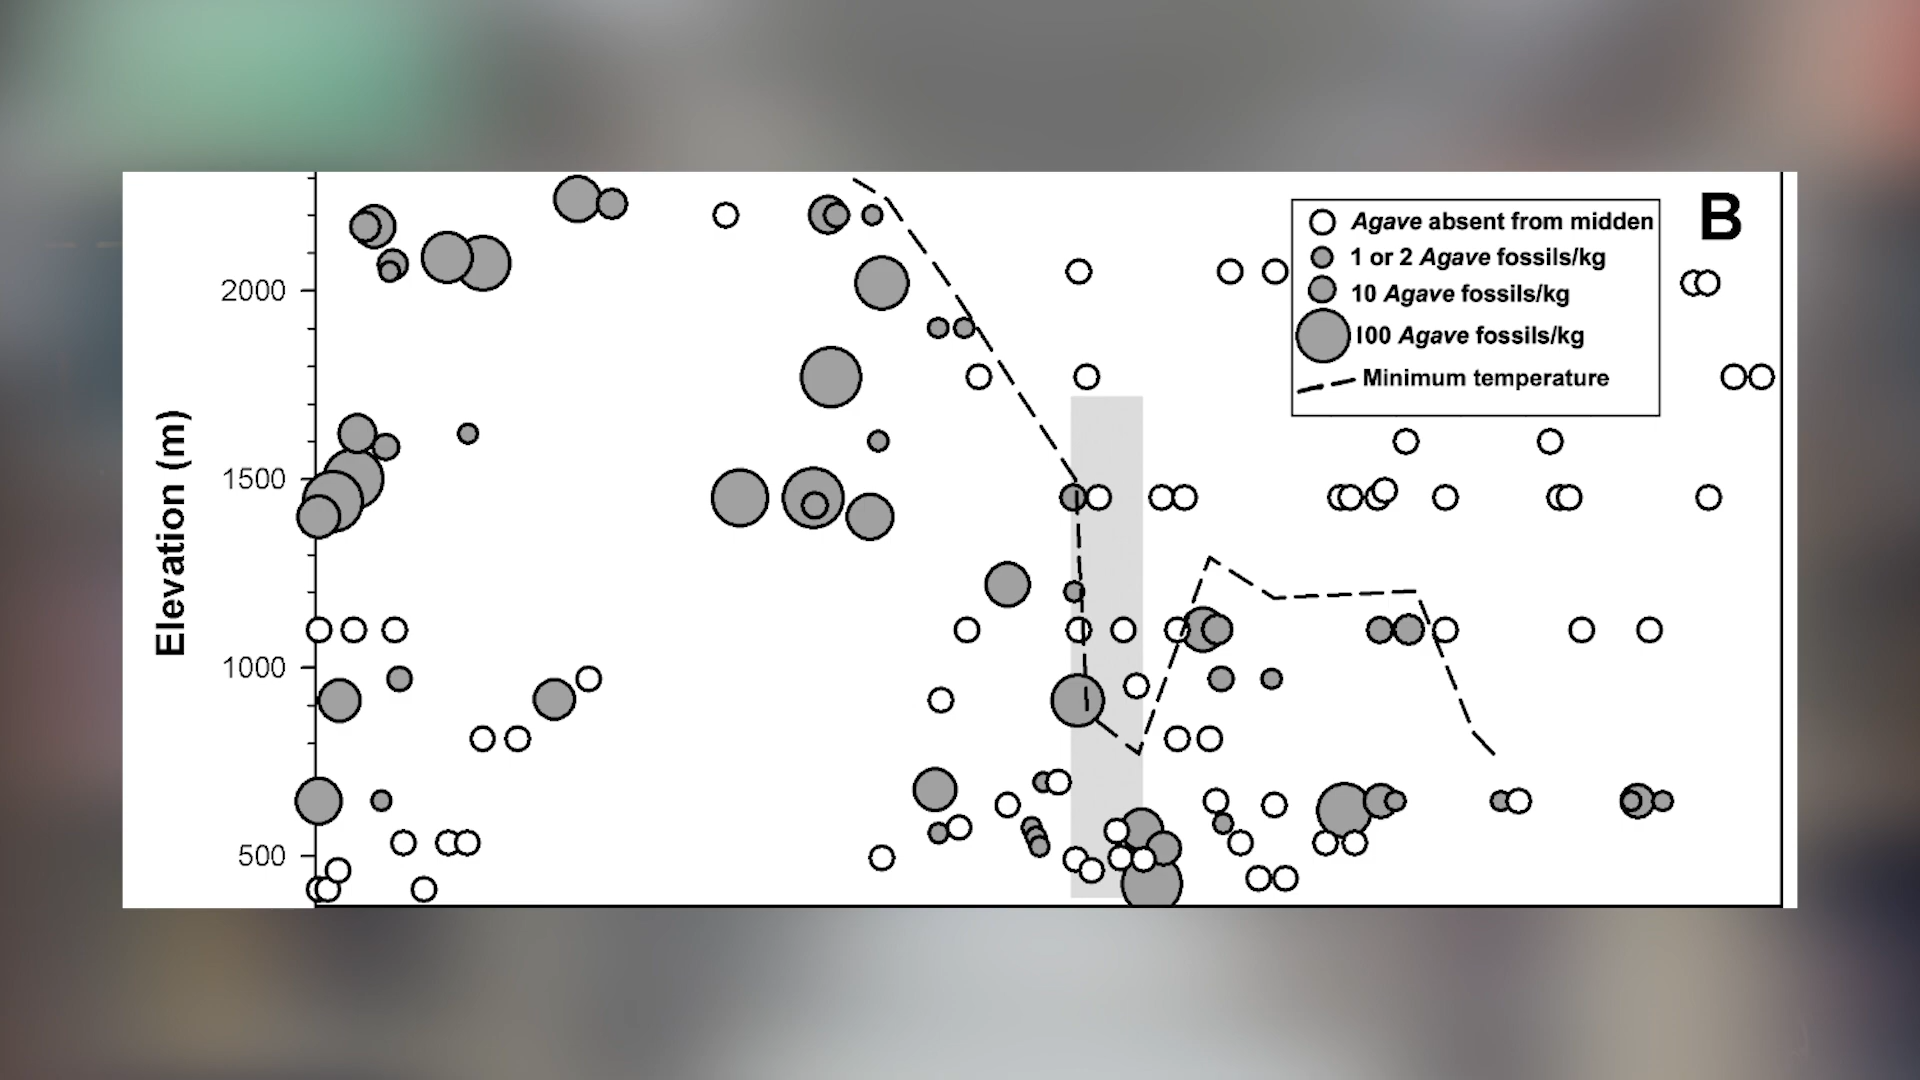 B
Agave absent from midden
1 or 2 Agave fossils/kg
10 Agave fossils/kg
I00 Agave fossils/kg
Minimum temperature
Elevation (m)
2000
1500
1000
500